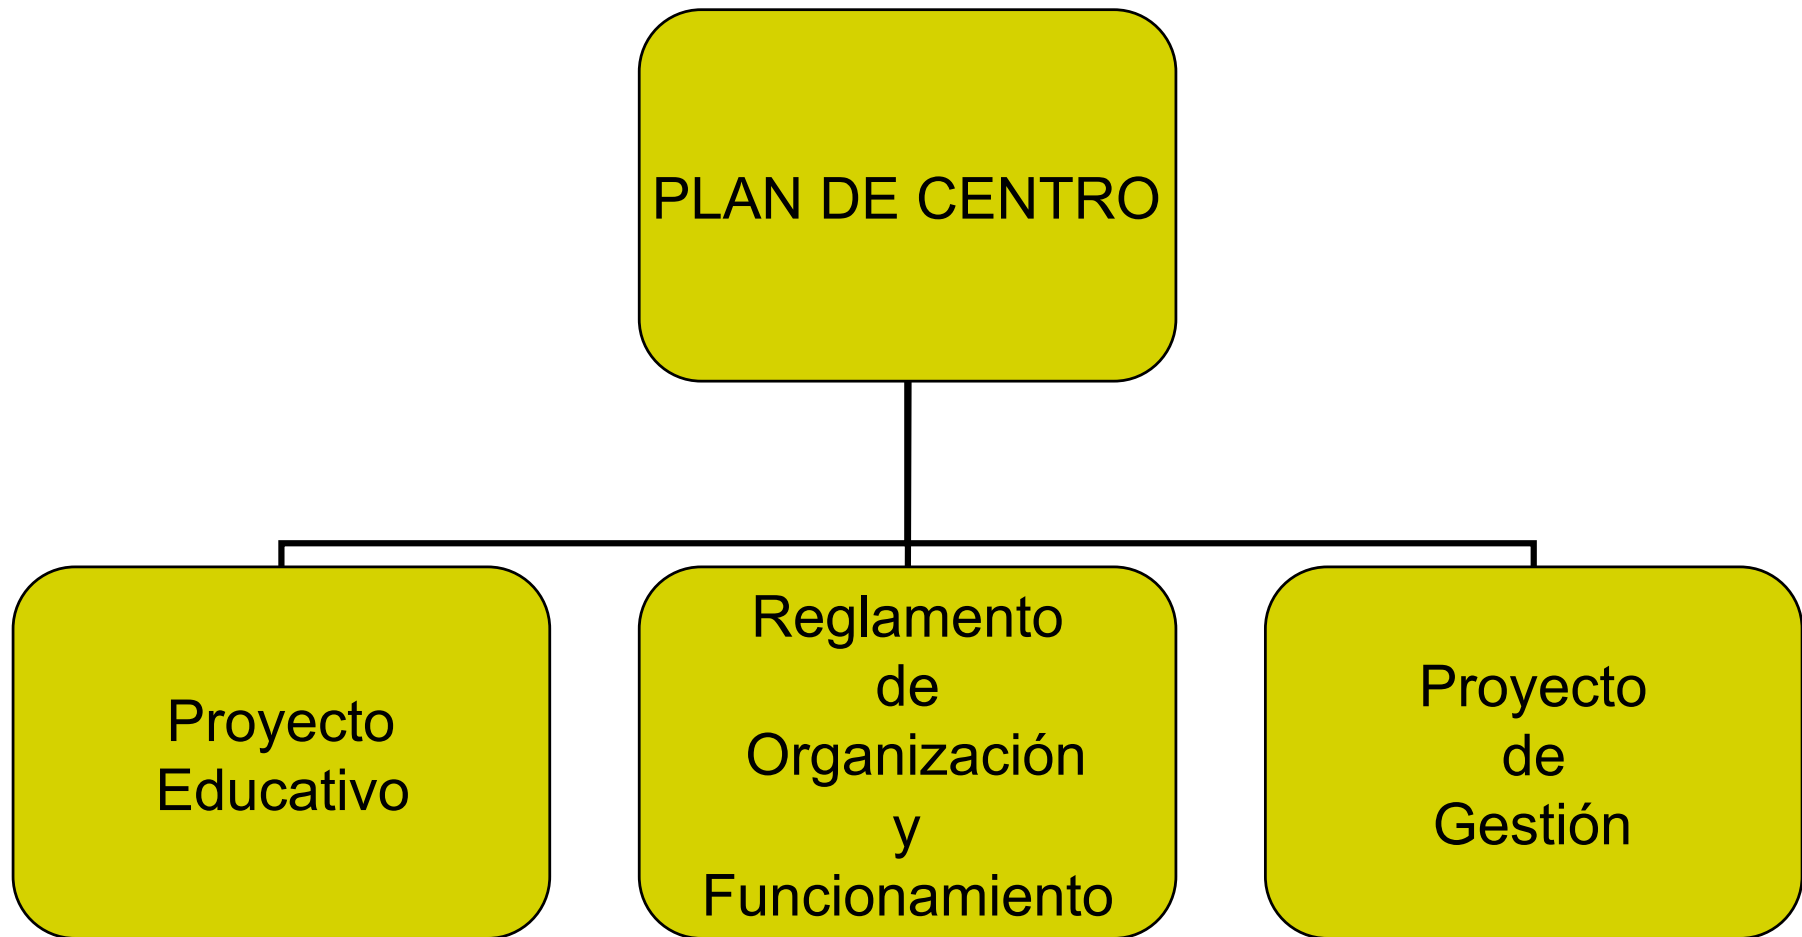 PLAN DE CENTRO
Proyecto
Educativo
Reglamento
de
Organización
y
Funcionamiento
Proyecto
de
Gestión